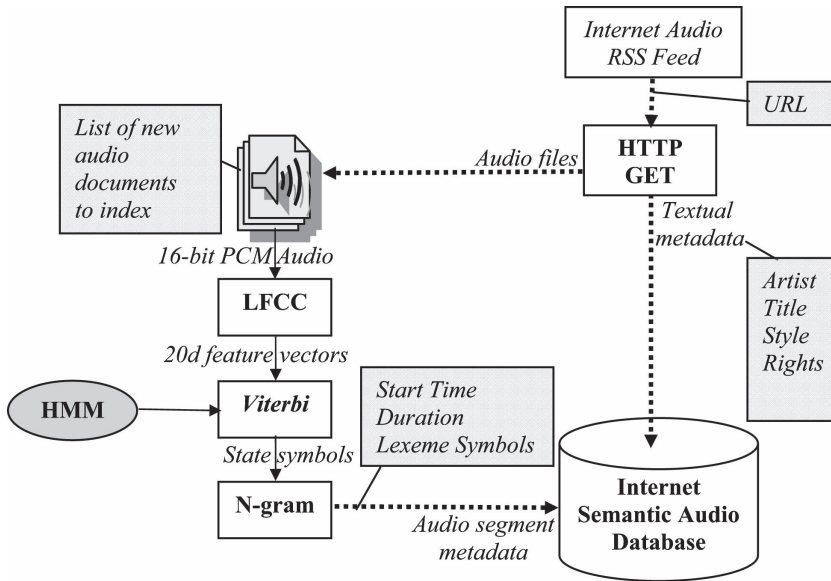 Internet Audio
RSS Feed
URL
List of new
audio
documents
to index
Audio files
HTTP
GET
Textual
metadata
16-bit PCM Audio
Artist
Title
Style
Rights
LFCC
20d feature vectors
HMM
Viterbi
Start Time
Duration
Lexeme Symbols
State symbols
N-gram
Audio segment
metadata
Internet
Semantic Audio
Database